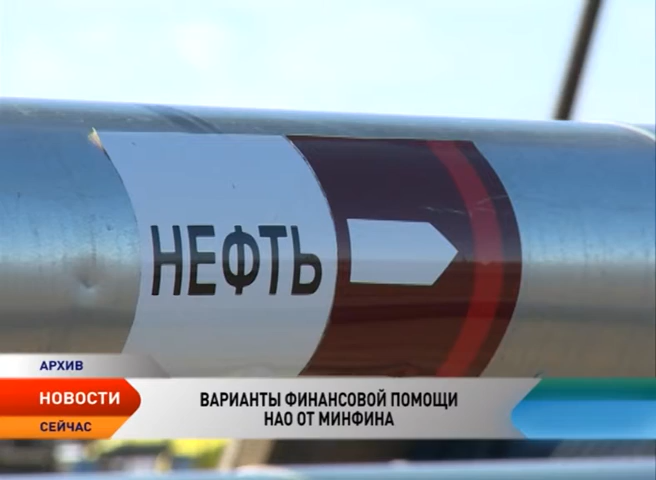 НЕФТЬ
АРХИВ
НОВОСТИ
СЕЙЧАС
ВАРИАНТЫ ФИНАНСОВОЙ ПОМОЩИ
НАО ОТ МИНФИНА